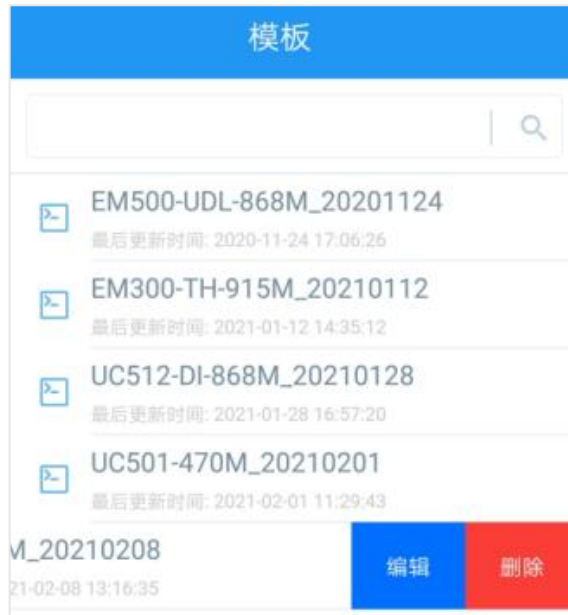 模板
EM500-UDL-868M_20201124
最后更新时间: 2020-11-24 17:06:26
EM300-TH-915M_20210112
最后更新时间: 2021-01-12 14:35:12
UC512-DI-868M_20210128
最后更新时间: 2021-01-28 16:57:20
UC501-470M_20210201
最后更新时间: 2021-02-01 11:29:43
M_20210208
21-02-08 13:16:35
编辑
删除